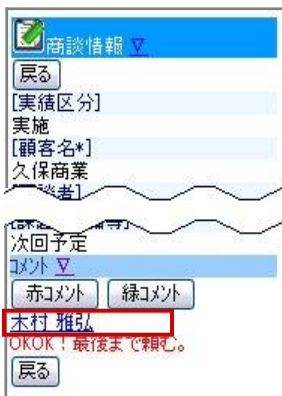 商談情報 ▽
戻る
[実績区分]
実施
[顧客名*]
久保商業
談者]
次回予定
ｺﾒﾝﾄ ▽
赤ｺﾒﾝﾄ 緑ｺﾒﾝﾄ
木村 雅弘
OKOK！最後まで頼む。
戻る